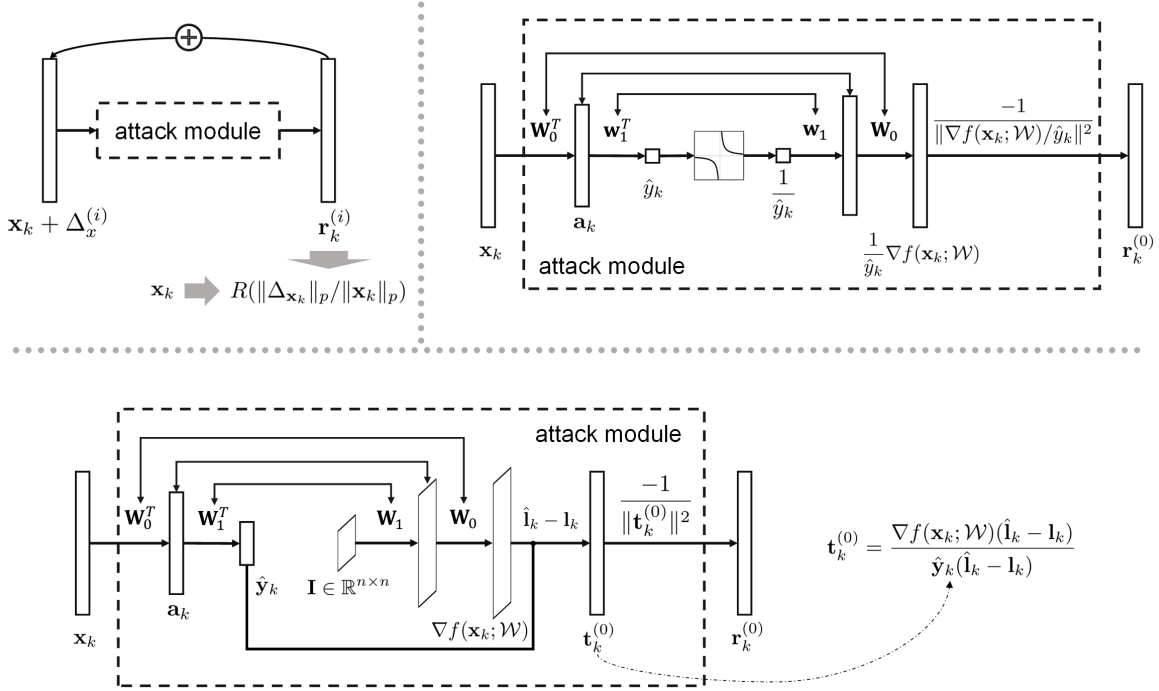 +
attack module
x_k + Δ_x^{(i)}
r_k^{(i)}
x_k
R(‖Δ_{x_k}‖_p/‖x_k‖_p)
W_0^T
w_1^T
w_1
W_0
-1 / ‖∇f(x_k; 𝒲)/ŷ_k‖^2
ŷ_k
1/ŷ_k
x_k
a_k
1/ŷ_k ∇f(x_k; 𝒲)
r_k^{(0)}
attack module
attack module
W_0^T
W_1^T
W_1
W_0
l̂_k − l_k
-1 / ‖t_k^{(0)}‖^2
ŷ_k
I ∈ ℝ^{n×n}
x_k
a_k
∇f(x_k; 𝒲)
t_k^{(0)}
r_k^{(0)}
t_k^{(0)} = ∇f(x_k; 𝒲)(l̂_k − l_k) / ŷ_k(l̂_k − l_k)